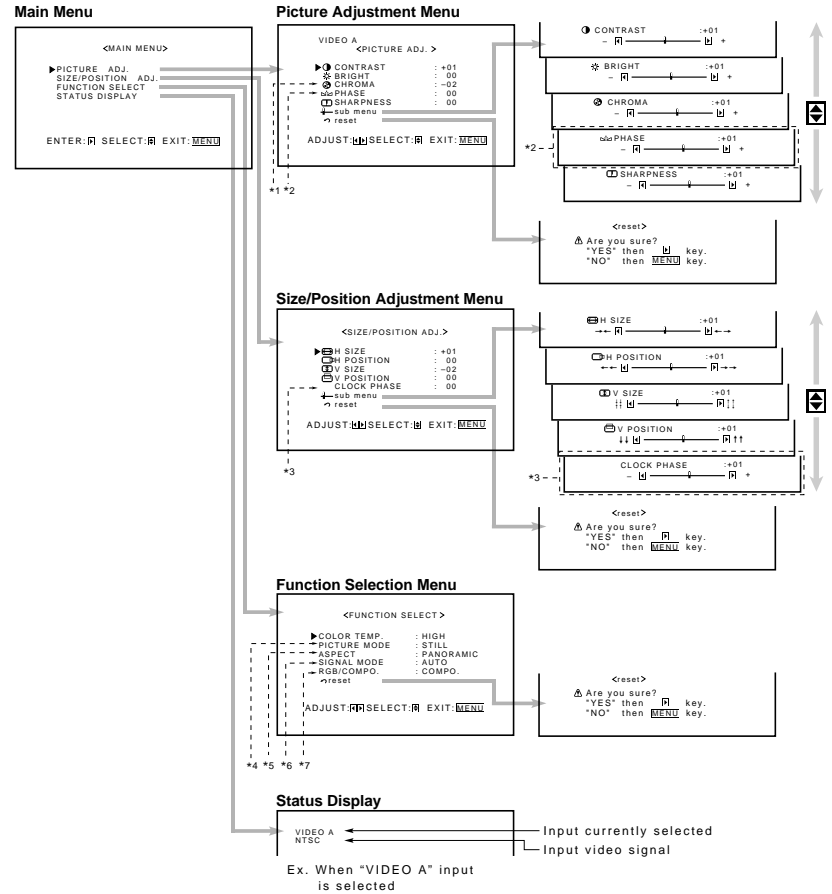 Main Menu
<MAIN MENU>
PICTURE ADJ.
SIZE/POSITION ADJ.
FUNCTION SELECT
STATUS DISPLAY
ENTER: SELECT: EXIT: MENU
Picture Adjustment Menu
VIDEO A
<PICTURE ADJ. >
CONTRAST : +01
BRIGHT : 00
CHROMA : –02
PHASE : 00
SHARPNESS : 00
sub menu
reset
ADJUST: SELECT: EXIT: MENU
*1 *2
CONTRAST :+01
– +
BRIGHT :+01
– +
CHROMA :+01
– +
*2
PHASE :+01
– +
SHARPNESS :+01
– +
<reset>
Are you sure?
"YES" then key.
"NO" then MENU key.
Size/Position Adjustment Menu
<SIZE/POSITION ADJ.>
H SIZE : +01
H POSITION : 00
V SIZE : –02
V POSITION : 00
CLOCK PHASE : 00
sub menu
reset
ADJUST: SELECT: EXIT: MENU
*3
H SIZE :+01
→← ←→
H POSITION :+01
←← →→
V SIZE :+01
V POSITION :+01
↓↓ ↑↑
*3
CLOCK PHASE :+01
– +
<reset>
Are you sure?
"YES" then key.
"NO" then MENU key.
Function Selection Menu
<FUNCTION SELECT>
COLOR TEMP. : HIGH
PICTURE MODE : STILL
ASPECT : PANORAMIC
SIGNAL MODE : AUTO
RGB/COMPO. : COMPO.
reset
ADJUST: SELECT: EXIT: MENU
*4 *5 *6 *7
<reset>
Are you sure?
"YES" then key.
"NO" then MENU key.
Status Display
VIDEO A
NTSC
Input currently selected
Input video signal
Ex. When “VIDEO A” input
is selected